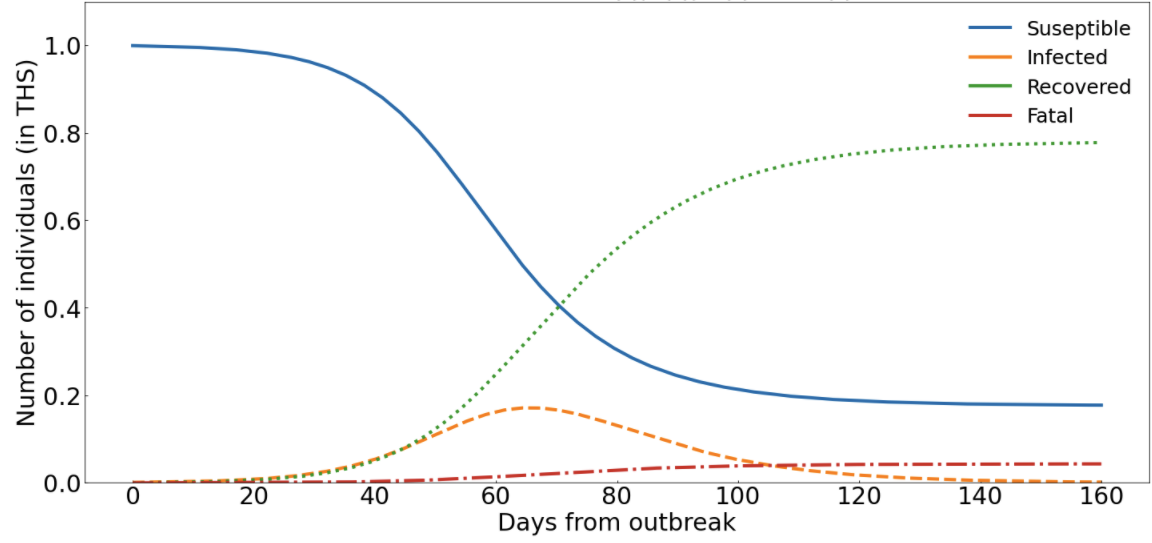 Suseptible
Infected
Recovered
Fatal
Number of individuals (in THS)
1.0
0.8
0.6
0.4
0.2
0.0
0 20 40 60 80 100 120 140 160
Days from outbreak